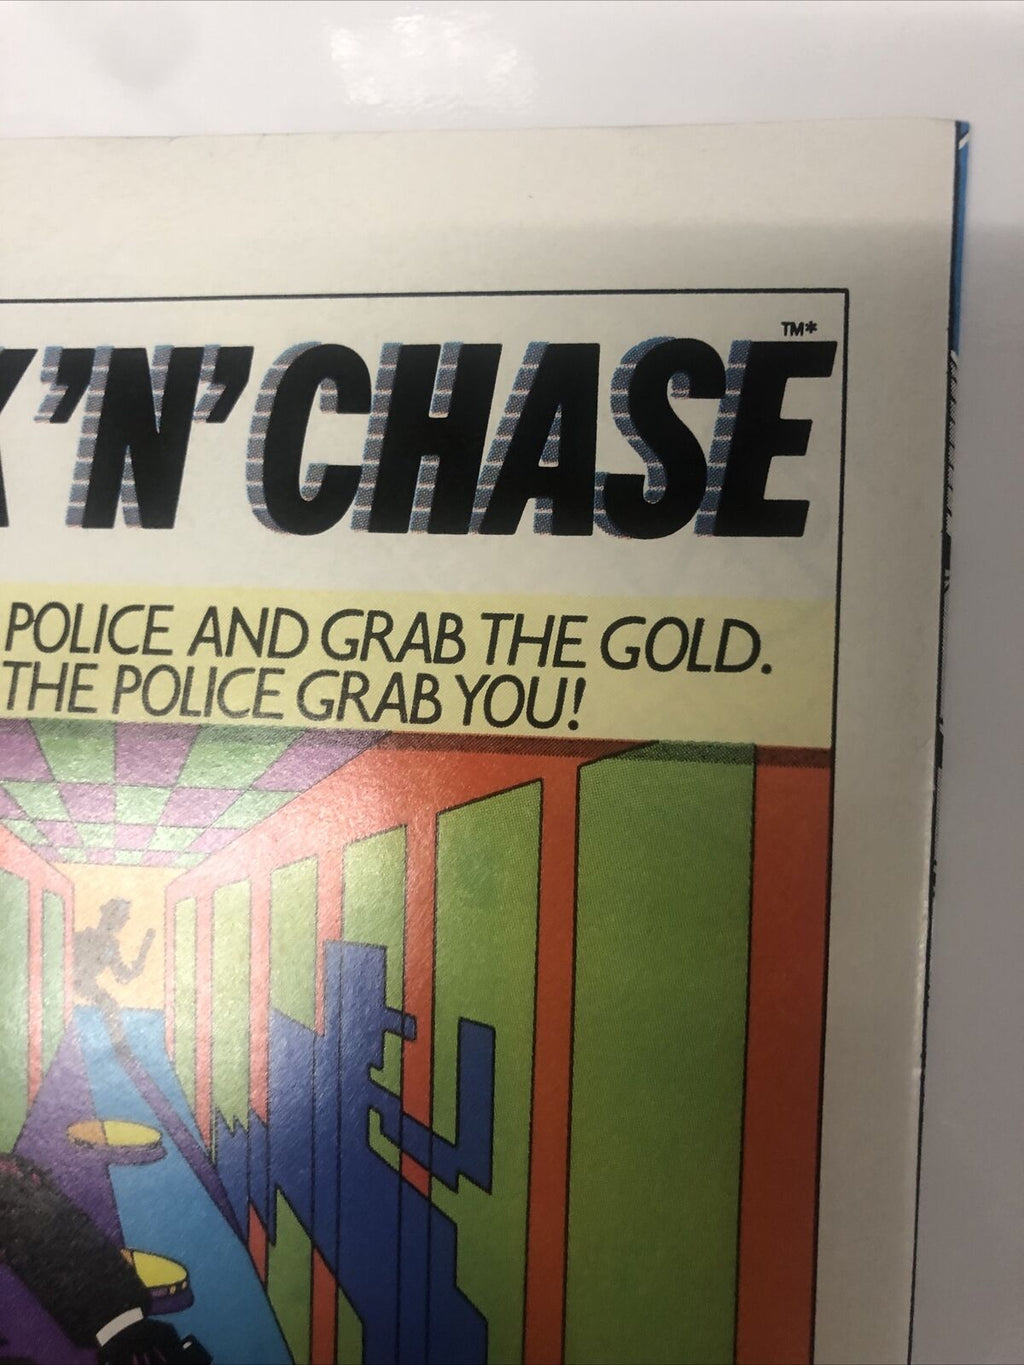 'N' CHASE TM*
POLICE AND GRAB THE GOLD.
THE POLICE GRAB YOU!